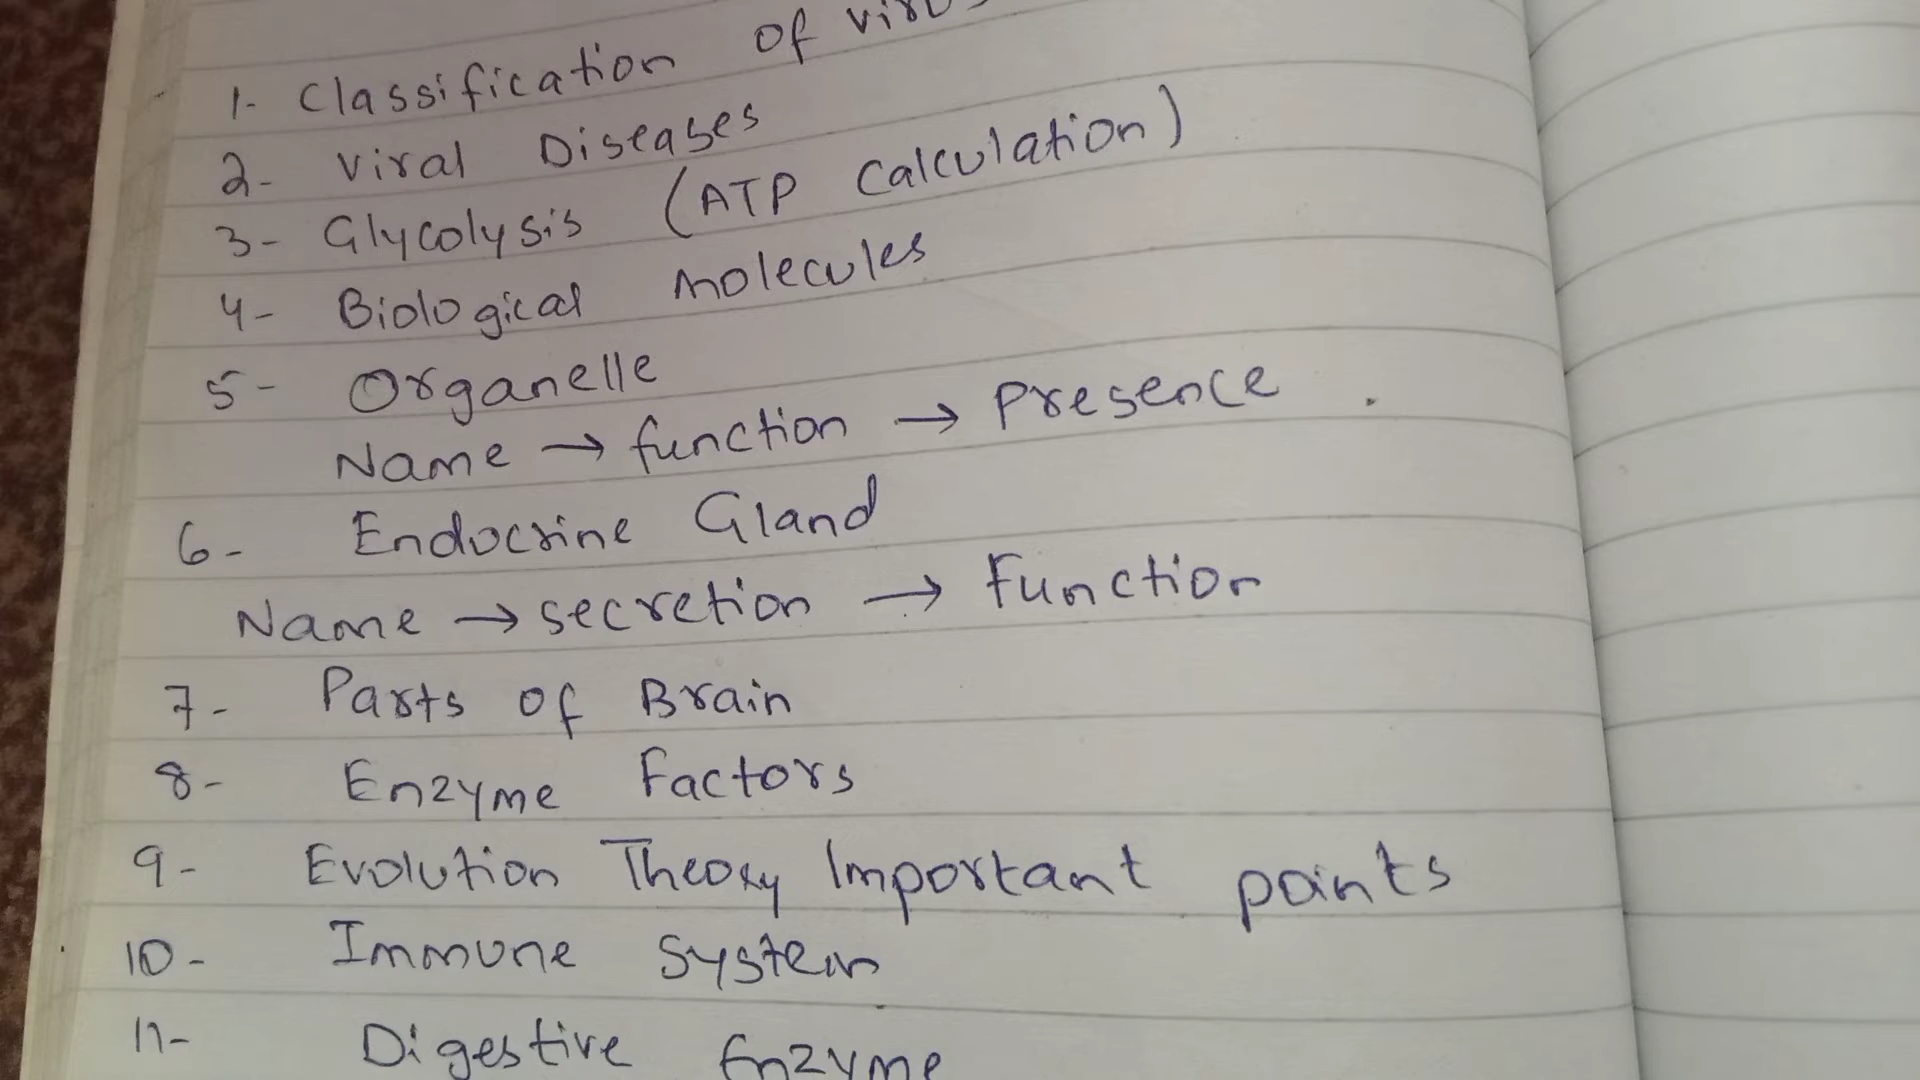 1- Classification of virus
2- Viral Diseases
3- Glycolysis (ATP Calculation)
4- Biological molecules
5- Organelle
Name → function → Presence
6- Endocrine Gland
Name → secretion → Function
7- Parts of Brain
8- Enzyme Factors
9- Evolution Theory Important points
10- Immune System
11- Digestive Enzyme